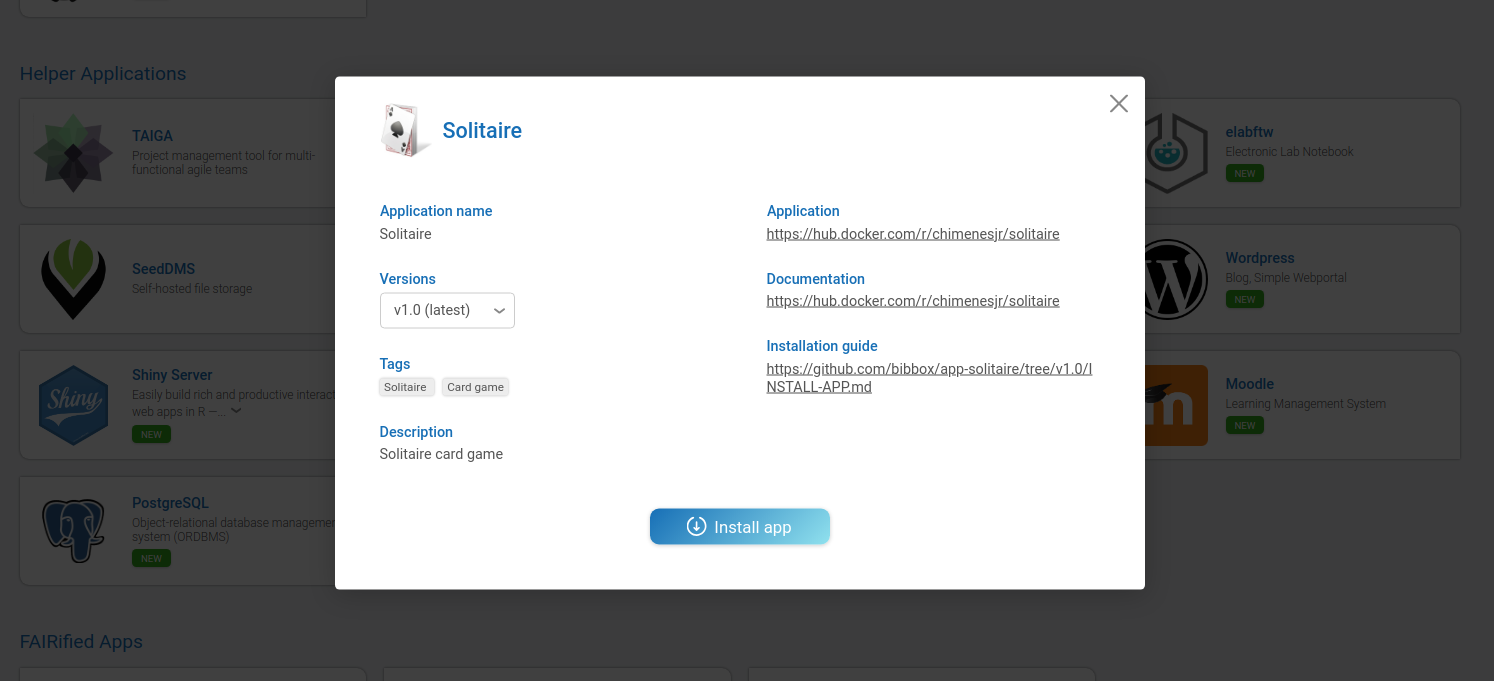 Helper Applications
TAIGA
Project management tool for multi-
functional agile teams
SeedDMS
Self-hosted file storage
Shiny
Shiny Server
Easily build rich and productive interact
web apps in R —...
NEW
PostgreSQL
Object-relational database managemen
system (ORDBMS)
NEW
FAIRified Apps
Solitaire
Application name
Solitaire
Versions
v1.0 (latest)
Tags
Solitaire
Card game
Description
Solitaire card game
Application
https://hub.docker.com/r/chimenesjr/solitaire
Documentation
https://hub.docker.com/r/chimenesjr/solitaire
Installation guide
https://github.com/bibbox/app-solitaire/tree/v1.0/I
NSTALL-APP.md
Install app
elabftw
Electronic Lab Notebook
NEW
Wordpress
Blog, Simple Webportal
NEW
Moodle
Learning Management System
NEW